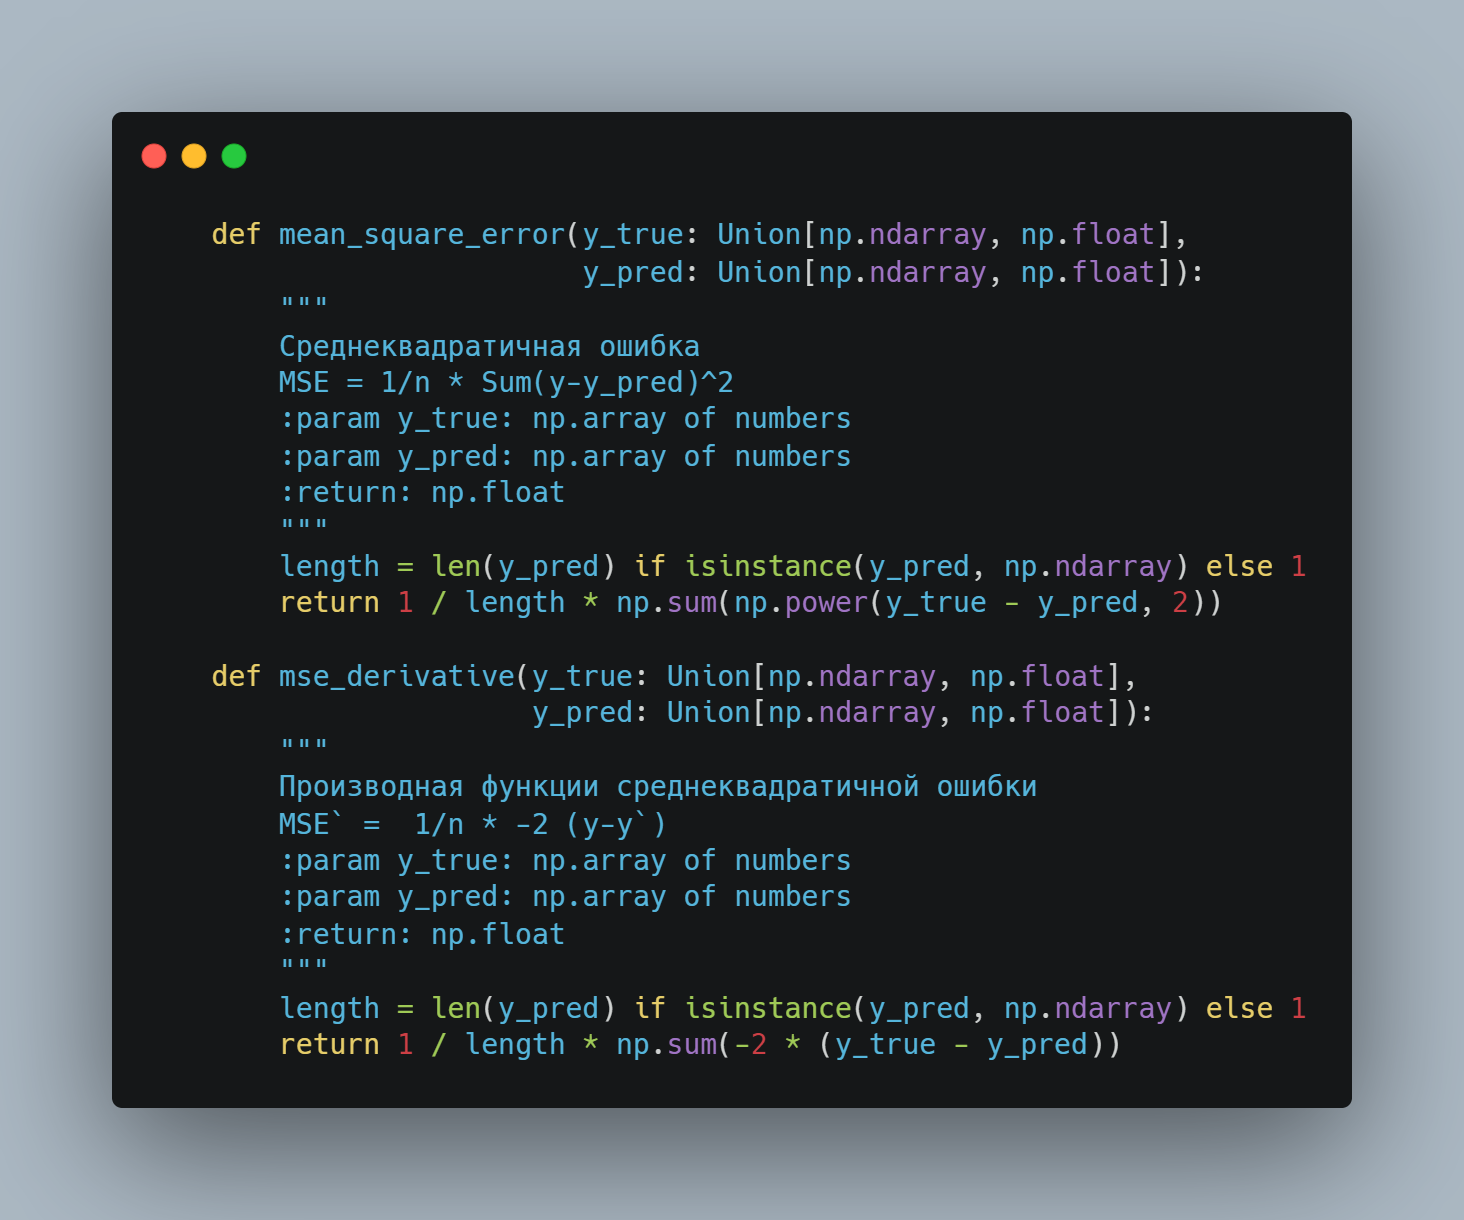 def mean_square_error(y_true: Union[np.ndarray, np.float],
                      y_pred: Union[np.ndarray, np.float]):
    """
    Среднеквадратичная ошибка
    MSE = 1/n * Sum(y-y_pred)^2
    :param y_true: np.array of numbers
    :param y_pred: np.array of numbers
    :return: np.float
    """
    length = len(y_pred) if isinstance(y_pred, np.ndarray) else 1
    return 1 / length * np.sum(np.power(y_true - y_pred, 2))

def mse_derivative(y_true: Union[np.ndarray, np.float],
                   y_pred: Union[np.ndarray, np.float]):
    """
    Производная функции среднеквадратичной ошибки
    MSE` =  1/n * -2 (y-y`)
    :param y_true: np.array of numbers
    :param y_pred: np.array of numbers
    :return: np.float
    """
    length = len(y_pred) if isinstance(y_pred, np.ndarray) else 1
    return 1 / length * np.sum(-2 * (y_true - y_pred))